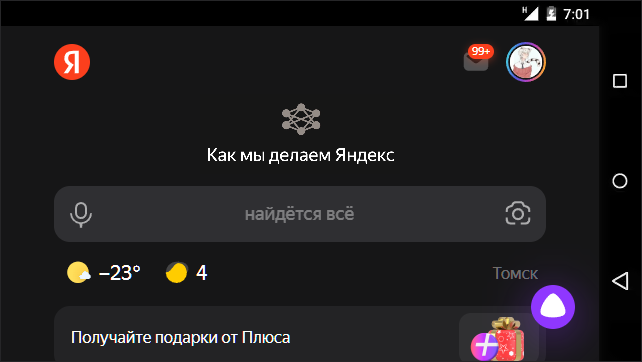 H
7:01
Я
99+
Как мы делаем Яндекс
найдётся всё
−23°
4
Томск
Получайте подарки от Плюса